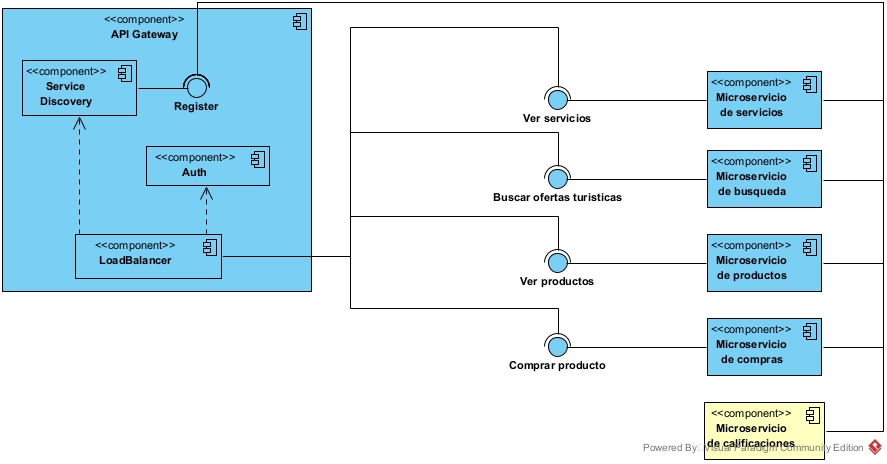 <<component>>
API Gateway
<<component>>
Service
Discovery
Register
<<component>>
Auth
<<component>>
LoadBalancer
Ver servicios
<<component>>
Microservicio
de servicios
Buscar ofertas turisticas
<<component>>
Microservicio
de busqueda
Ver productos
<<component>>
Microservicio
de productos
Comprar producto
<<component>>
Microservicio
de compras
<<component>>
Microservicio
de calificaciones
Powered By Visual Paradigm Community Edition